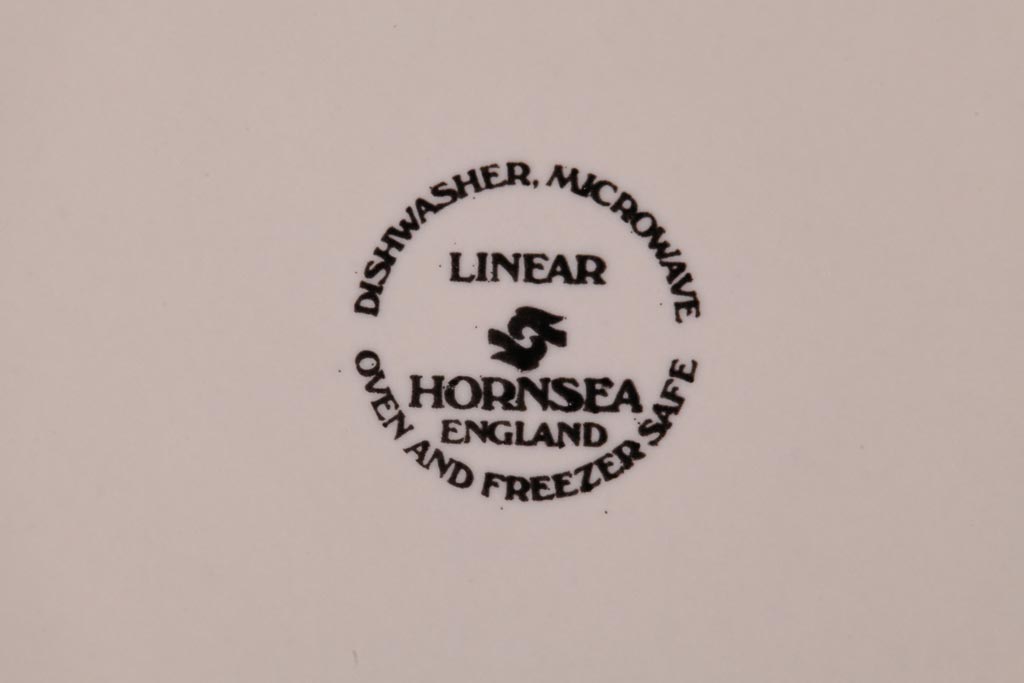 DISHWASHER, MICROWAVE
LINEAR
HORNSEA
ENGLAND
OVEN AND FREEZER SAFE